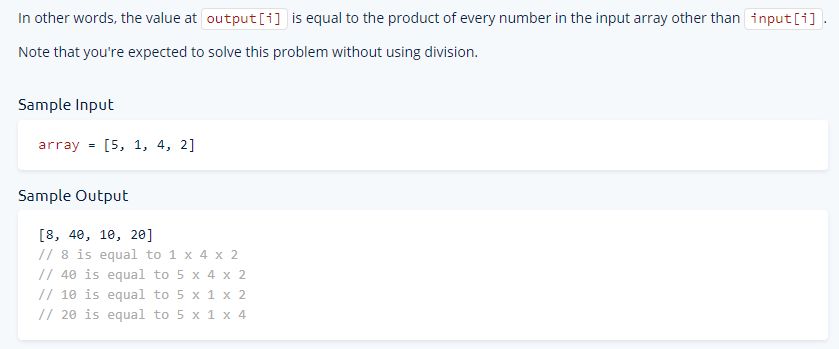 In other words, the value at output[i] is equal to the product of every number in the input array other than input[i].
Note that you're expected to solve this problem without using division.
Sample Input
array = [5, 1, 4, 2]
Sample Output
[8, 40, 10, 20]
// 8 is equal to 1 x 4 x 2
// 40 is equal to 5 x 4 x 2
// 10 is equal to 5 x 1 x 2
// 20 is equal to 5 x 1 x 4